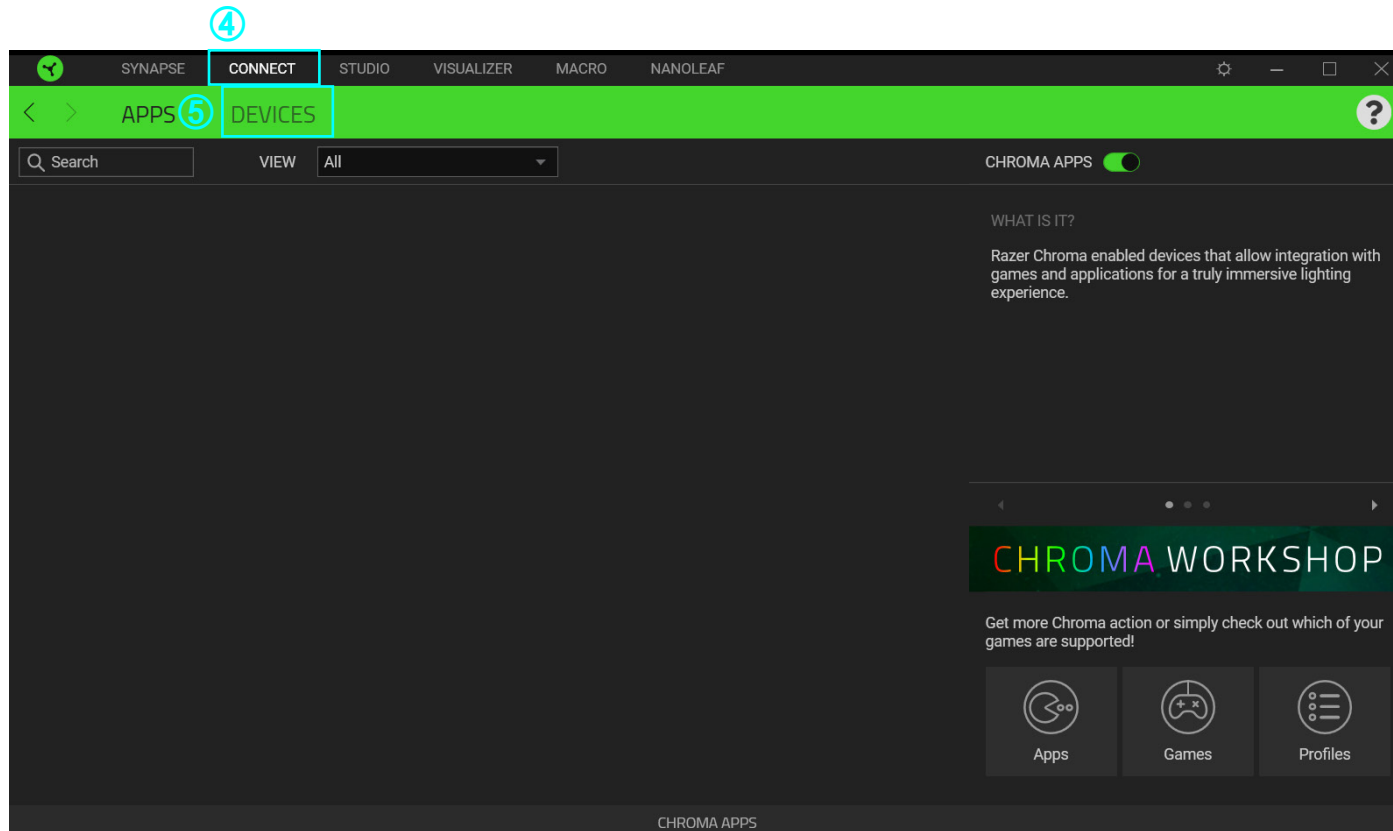 ④
SYNAPSE CONNECT STUDIO VISUALIZER MACRO NANOLEAF
APPS ⑤ DEVICES ?
Search VIEW All CHROMA APPS
WHAT IS IT?
Razer Chroma enabled devices that allow integration with
games and applications for a truly immersive lighting
experience.
CHROMA WORKSHOP
Get more Chroma action or simply check out which of your
games are supported!
Apps Games Profiles
CHROMA APPS